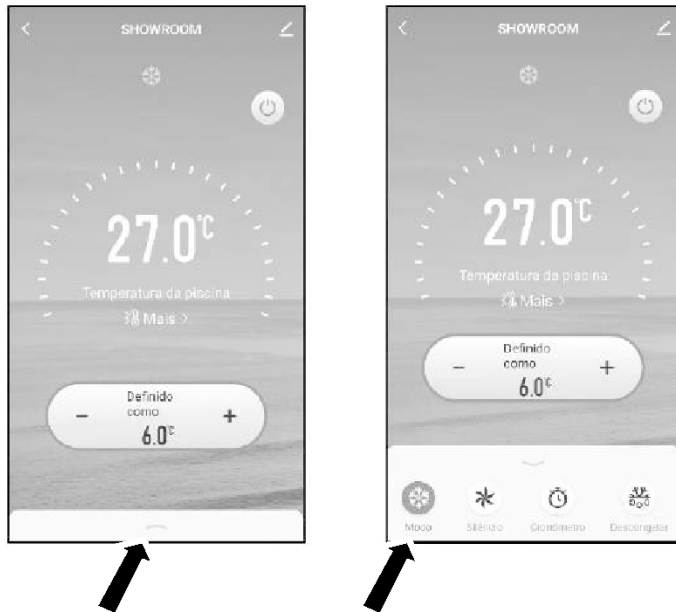 SHOWROOM
27.0°C
Temperatura da piscina
Mais >
Definido
como
6.0°C
SHOWROOM
27.0°C
Temperatura da piscina
Mais >
Definido
como
6.0°C
Modo
Silêncio
Cronômetro
Descongelar